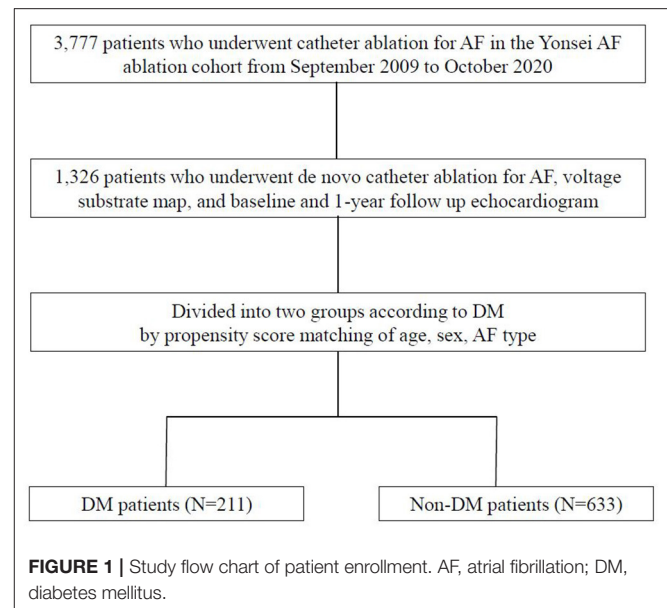 3,777 patients who underwent catheter ablation for AF in the Yonsei AF
ablation cohort from September 2009 to October 2020
1,326 patients who underwent de novo catheter ablation for AF, voltage
substrate map, and baseline and 1-year follow up echocardiogram
Divided into two groups according to DM
by propensity score matching of age, sex, AF type
DM patients (N=211)
Non-DM patients (N=633)
FIGURE 1 | Study flow chart of patient enrollment. AF, atrial fibrillation; DM,
diabetes mellitus.